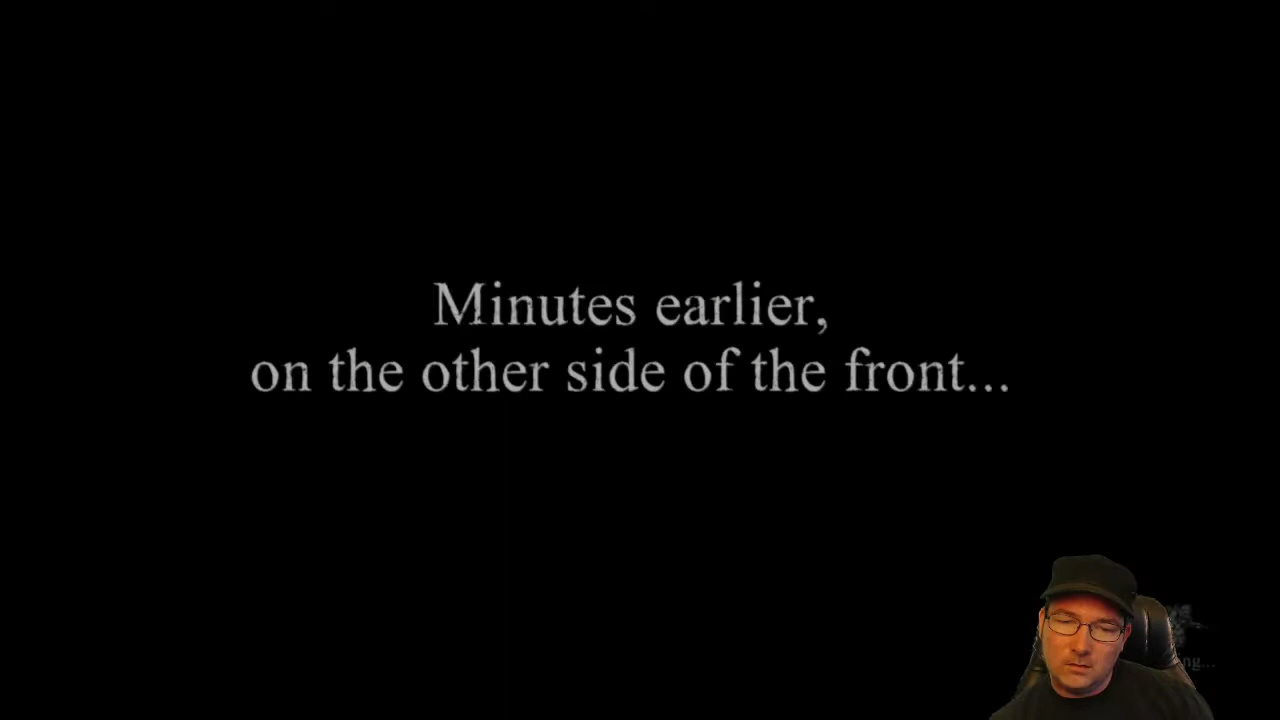 Minutes earlier,
on the other side of the front...